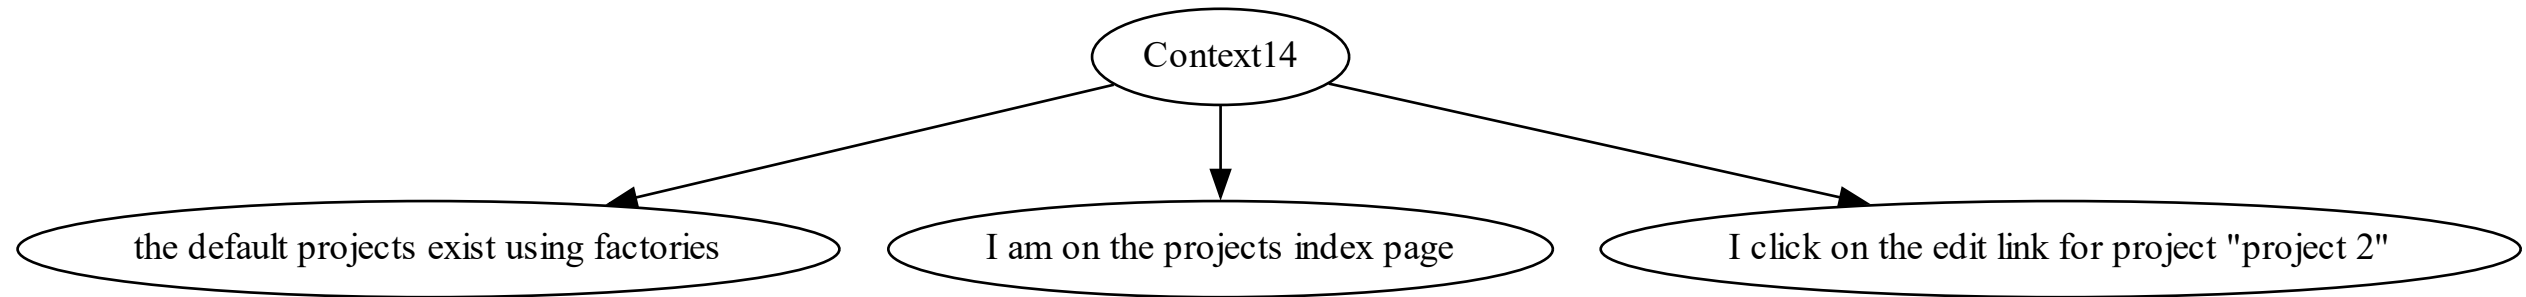 Context14
the default projects exist using factories
I am on the projects index page
I click on the edit link for project "project 2"